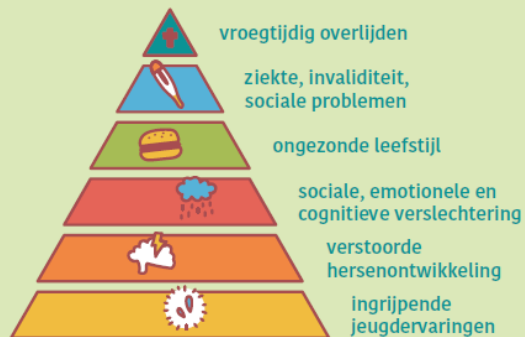 vroegtijdig overlijden
ziekte, invaliditeit,
sociale problemen
ongezonde leefstijl
sociale, emotionele en
cognitieve verslechtering
verstoorde
hersenontwikkeling
ingrijpende
jeugdervaringen